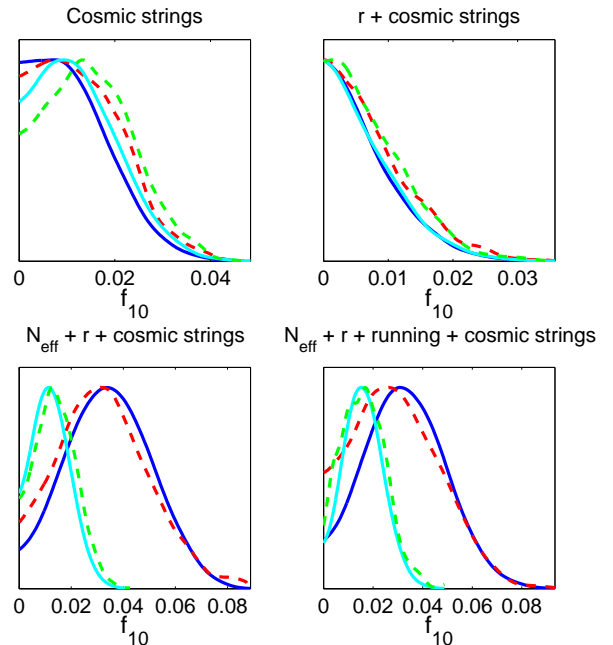 Cosmic strings
r + cosmic strings
0 0.02 0.04
0 0.01 0.02 0.03
f10
f10
Neff + r + cosmic strings
Neff + r + running + cosmic strings
0 0.02 0.04 0.06 0.08
0 0.02 0.04 0.06 0.08
f10
f10